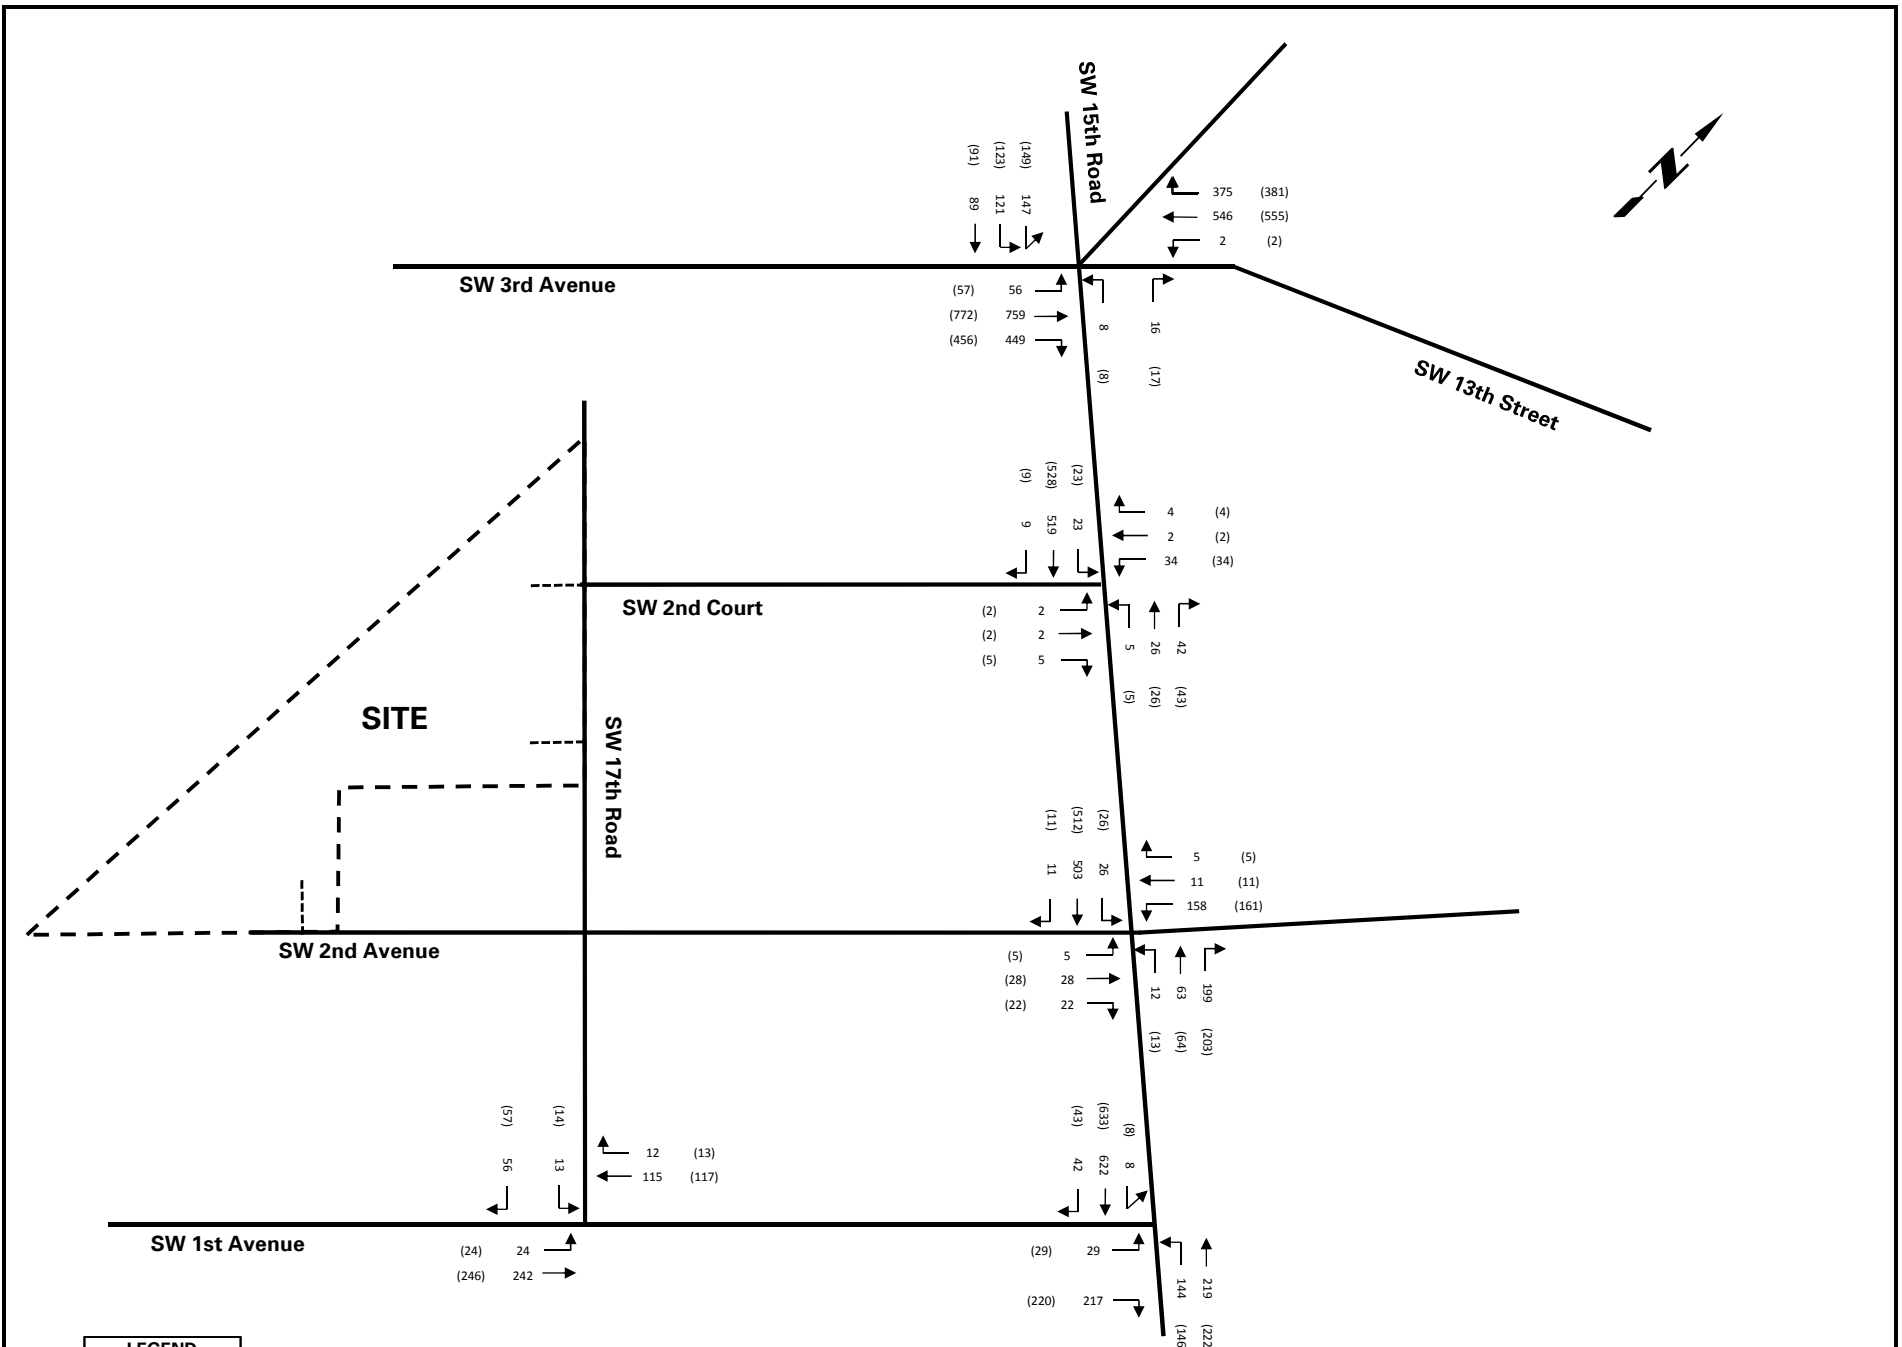 SW 15th Road
(91) (123) (149)
89 121 147
375 (381)
546 (555)
2 (2)
N
SW 3rd Avenue
(57) 56
(772) 759
(456) 449
8 16
(8) (17)
SW 13th Street
(9) (528) (23)
9 519 23
4 (4)
2 (2)
34 (34)
SW 2nd Court
(2) 2
(2) 2
(5) 5
5 26 42
(5) (26) (43)
SITE
SW 17th Road
(11) (512) (26)
11 503 26
5 (5)
11 (11)
158 (161)
SW 2nd Avenue
(5) 5
(28) 28
(22) 22
12 63 199
(13) (64) (203)
(57) (14)
56 13
12 (13)
115 (117)
(43) (633) (8)
42 622 8
SW 1st Avenue
(24) 24
(246) 242
(29) 29
(220) 217
144 219
(146 (222
LEGEND